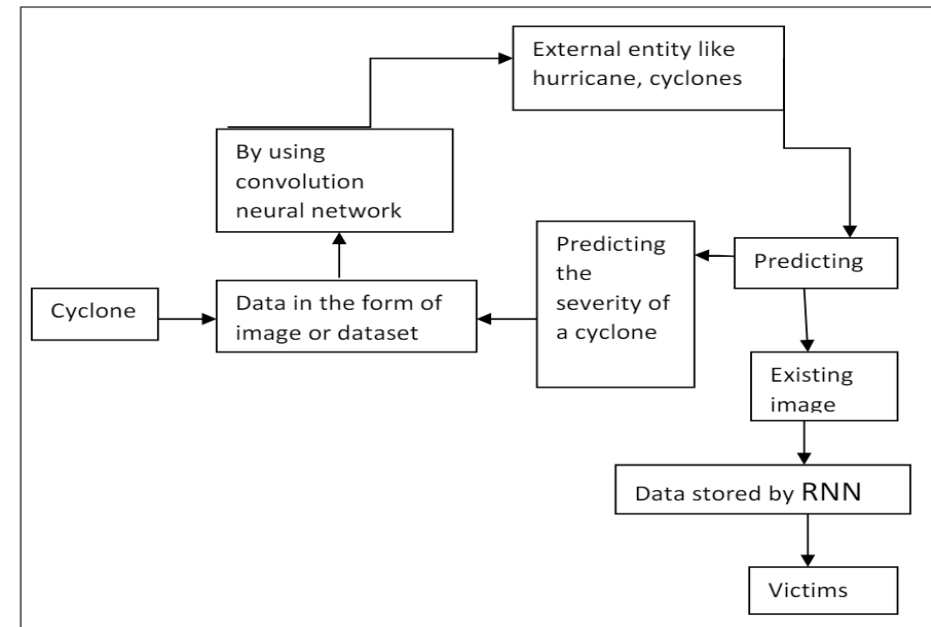 External entity like
hurricane, cyclones
By using
convolution
neural network
Predicting
the
severity of
a cyclone
Predicting
Cyclone
Data in the form of
image or dataset
Existing
image
Data stored by RNN
Victims